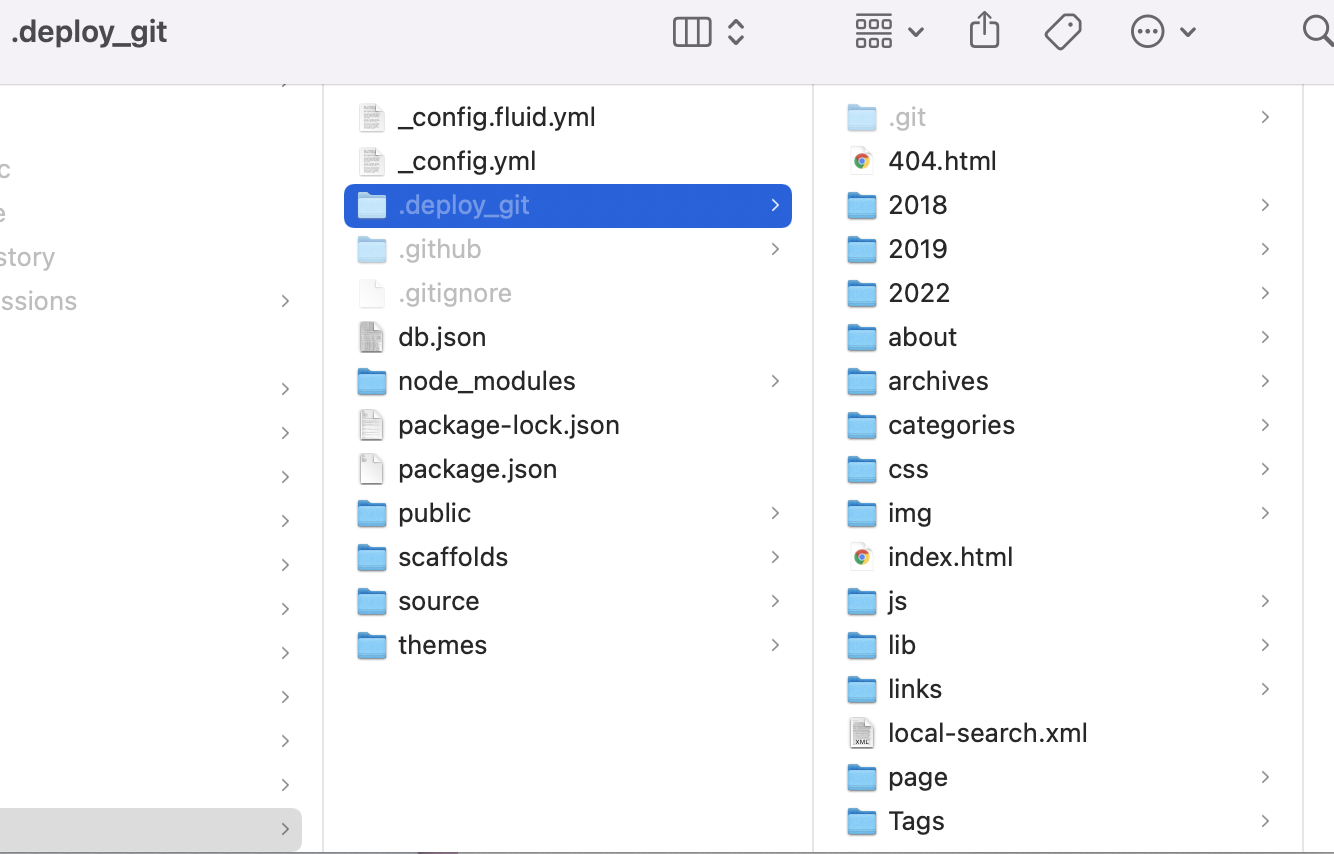 .deploy_git
c
e
story
ssions
_config.fluid.yml
_config.yml
.deploy_git
.github
.gitignore
db.json
node_modules
package-lock.json
package.json
public
scaffolds
source
themes
.git
404.html
2018
2019
2022
about
archives
categories
css
img
index.html
js
lib
links
local-search.xml
page
Tags